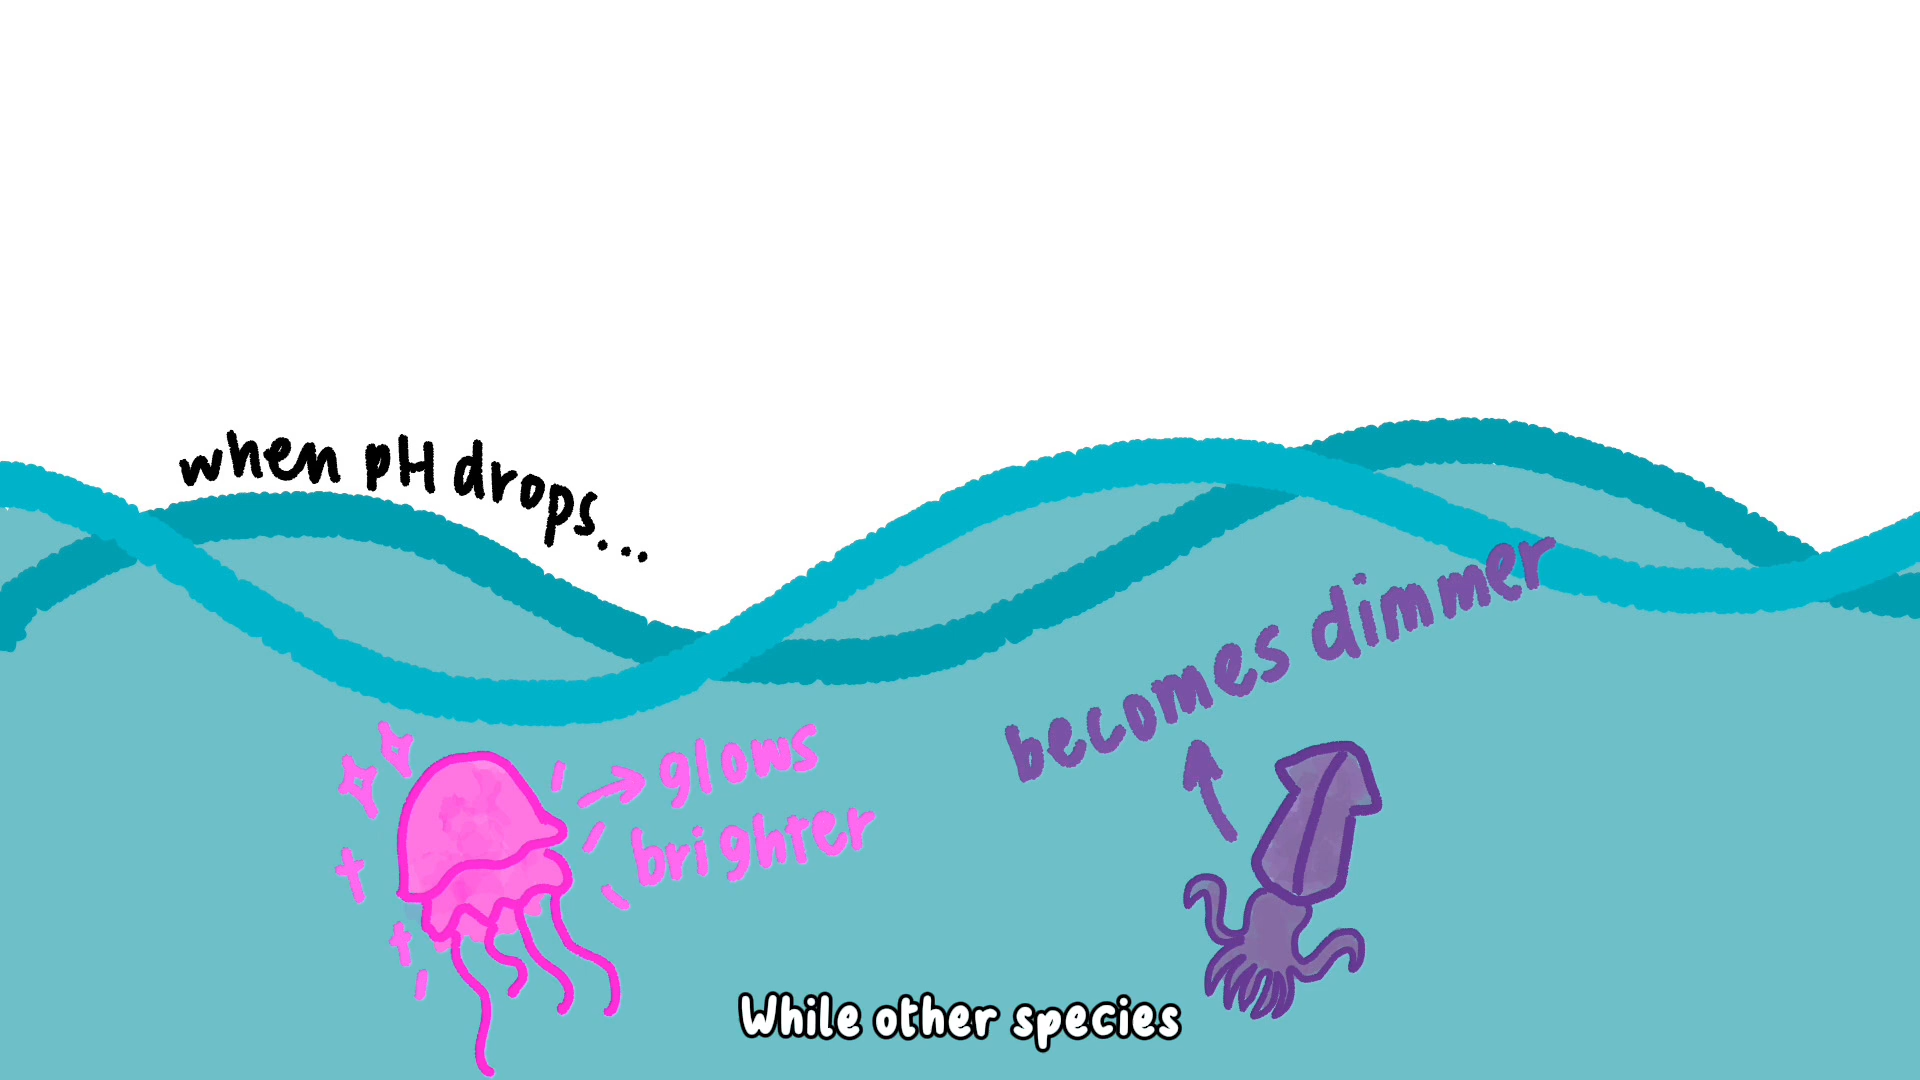 when pH drops...
glows
brighter
becomes dimmer
While other species